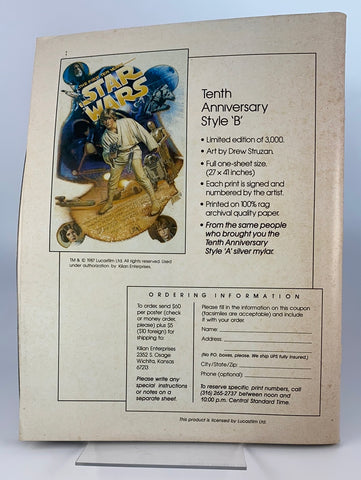 STAR
WARS
Tenth
Anniversary
Style 'B'
• Limited edition of 3,000.
• Art by Drew Struzan.
• Full one-sheet size.
(27 x 41 inches)
• Each print is signed and
numbered by the artist.
• Printed on 100% rag
archival quality paper.
• From the same people
who brought you the
Tenth Anniversary
Style 'A' silver mylar.
TM & © 1987 Lucasfilm Ltd. All rights reserved. Used
under authorization by Kilian Enterprises.
ORDERING INFORMATION
To order, send $60
per poster (check
or money order,
please) plus $5
($10 foreign) for
shipping to:
Kilian Enterprises
2352 S. Osage
Wichita, Kansas
67213
Please write any
special instructions
or notes on a
separate sheet.
Please fill in the information on this coupon
(facsimiles are acceptable) and include
it with your order.
Name:
Address:
(No P.O. boxes, please. We ship UPS fully insured.)
City/State/Zip:
Phone (optional):
To reserve specific print numbers, call
(316) 265-2737 between noon and
10:00 p.m. Central Standard Time.
This product is licensed by Lucasfilm Ltd.